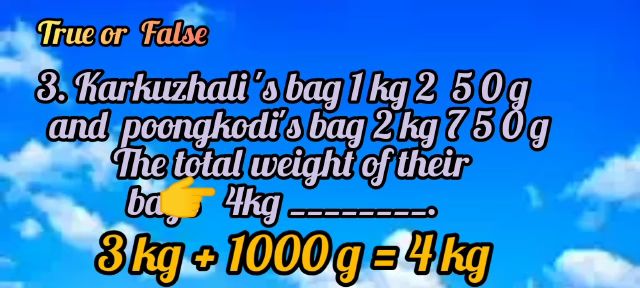 True or False
3. Karkuzhali's bag 1 kg 2 5 0 g
and poongkodi's bag 2 kg 7 5 0 g
The total weight of their
4kg ________.
3 kg + 1000 g = 4 kg